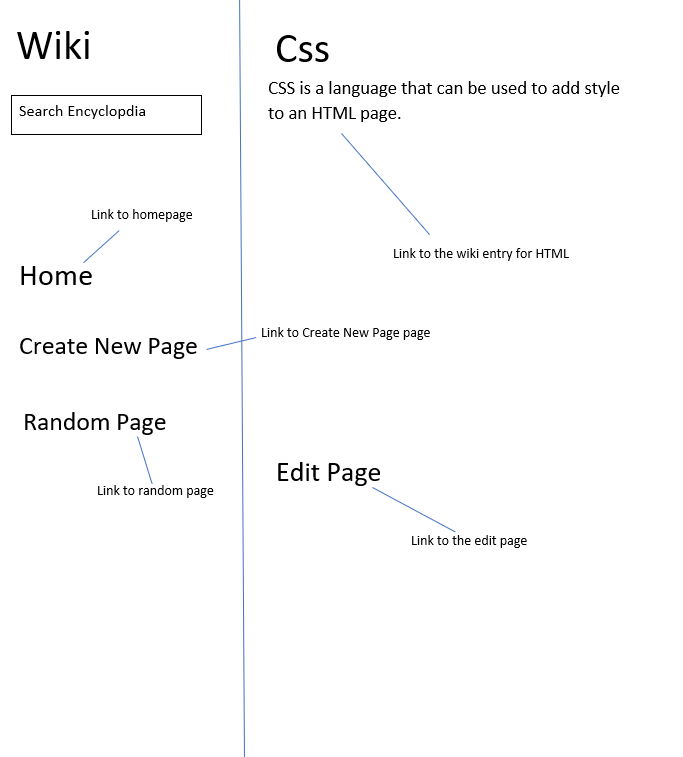 Wiki
Search Encyclopdia
Link to homepage
Home
Create New Page
Random Page
Link to random page
Css
CSS is a language that can be used to add style
to an HTML page.
Link to the wiki entry for HTML
Link to Create New Page page
Edit Page
Link to the edit page